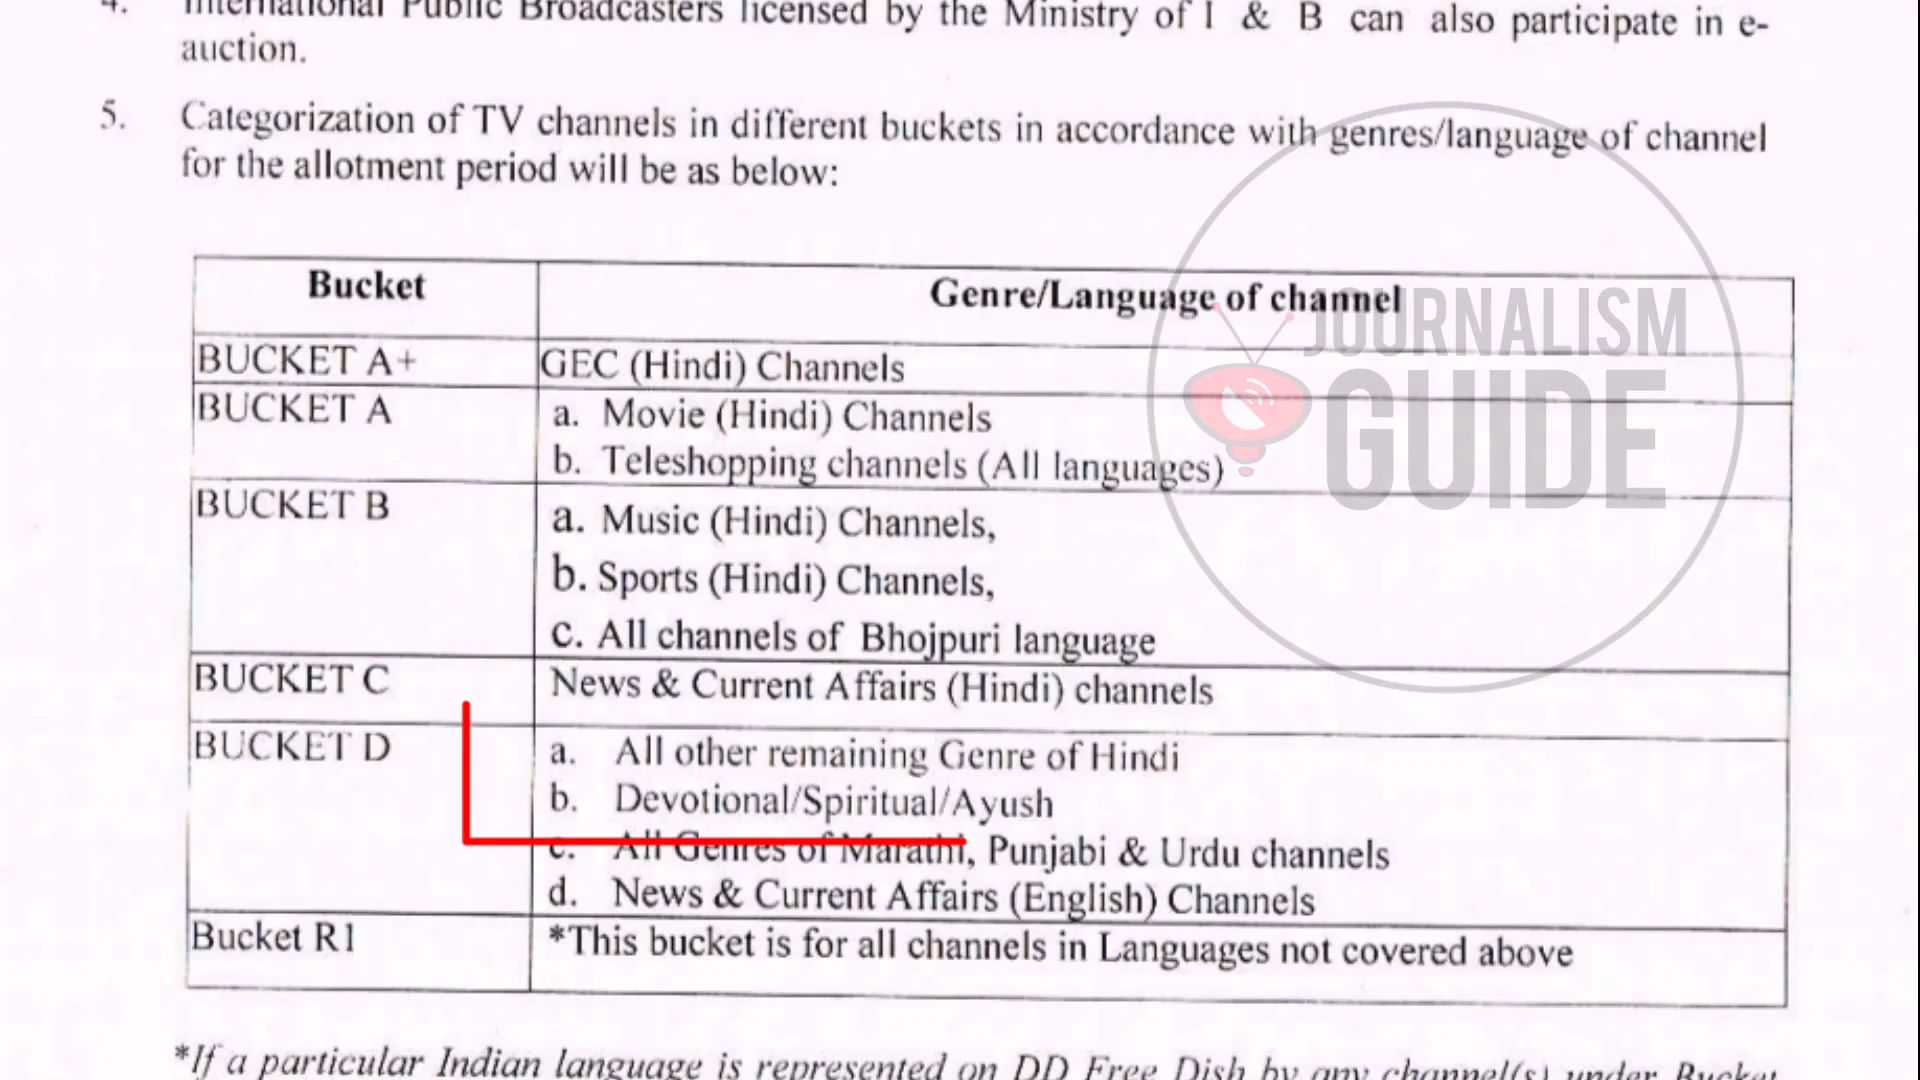 4. International Public Broadcasters licensed by the Ministry of I & B can also participate in e-
auction.
5. Categorization of TV channels in different buckets in accordance with genres/language of channel
for the allotment period will be as below:
Bucket Genre/Language of channel
BUCKET A+ GEC (Hindi) Channels
BUCKET A a. Movie (Hindi) Channels
b. Teleshopping channels (All languages)
BUCKET B a. Music (Hindi) Channels,
b. Sports (Hindi) Channels,
c. All channels of Bhojpuri language
BUCKET C News & Current Affairs (Hindi) channels
BUCKET D a. All other remaining Genre of Hindi
b. Devotional/Spiritual/Ayush
c. All Genres of Marathi, Punjabi & Urdu channels
d. News & Current Affairs (English) Channels
Bucket R1 *This bucket is for all channels in Languages not covered above
*If a particular Indian language is represented on DD Free Dish by any channel(s) under Bucket
JOURNALISM
GUIDE